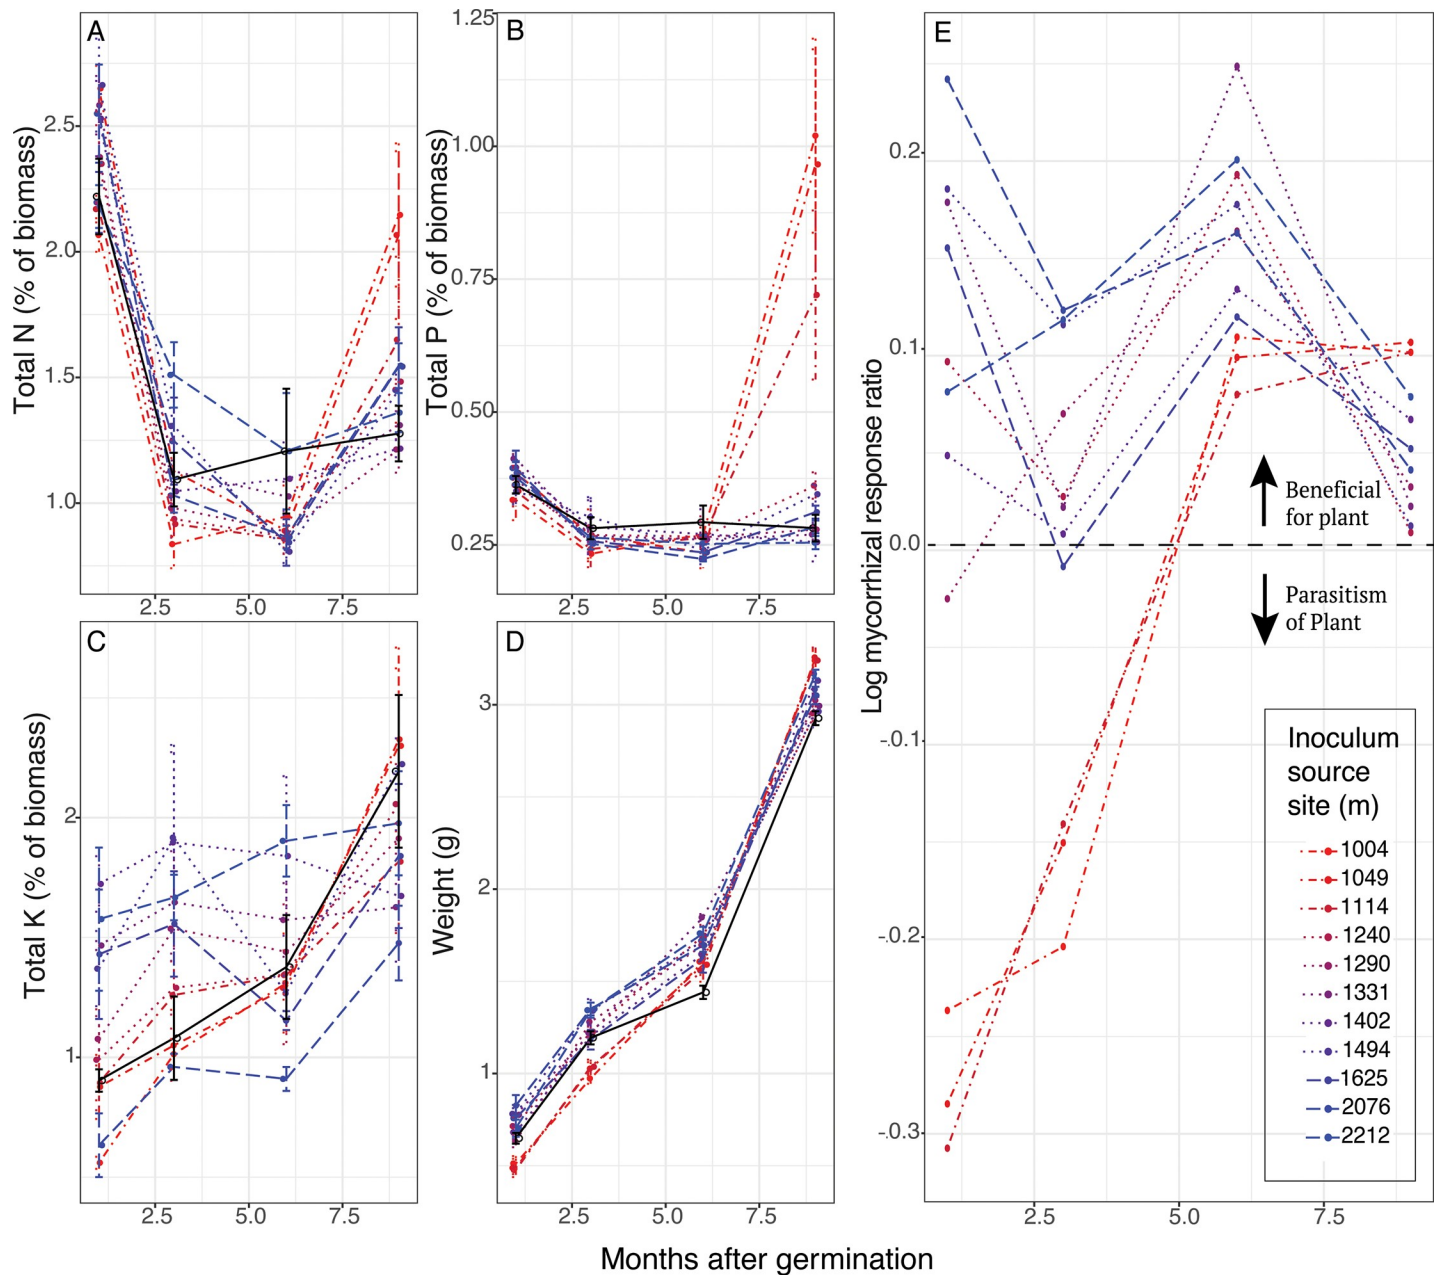 A
Total N (% of biomass)
2.5
2.0
1.5
1.0
2.5
5.0
7.5
B
Total P (% of biomass)
1.25
1.00
0.75
0.50
0.25
2.5
5.0
7.5
C
Total K (% of biomass)
2
1
2.5
5.0
7.5
D
Weight (g)
3
2
1
2.5
5.0
7.5
E
Log mycorrhizal response ratio
0.2
0.1
0.0
-0.1
-0.2
-0.3
Beneficial
for plant
Parasitism
of Plant
Inoculum
source
site (m)
1004
1049
1114
1240
1290
1331
1402
1494
1625
2076
2212
2.5
5.0
7.5
Months after germination